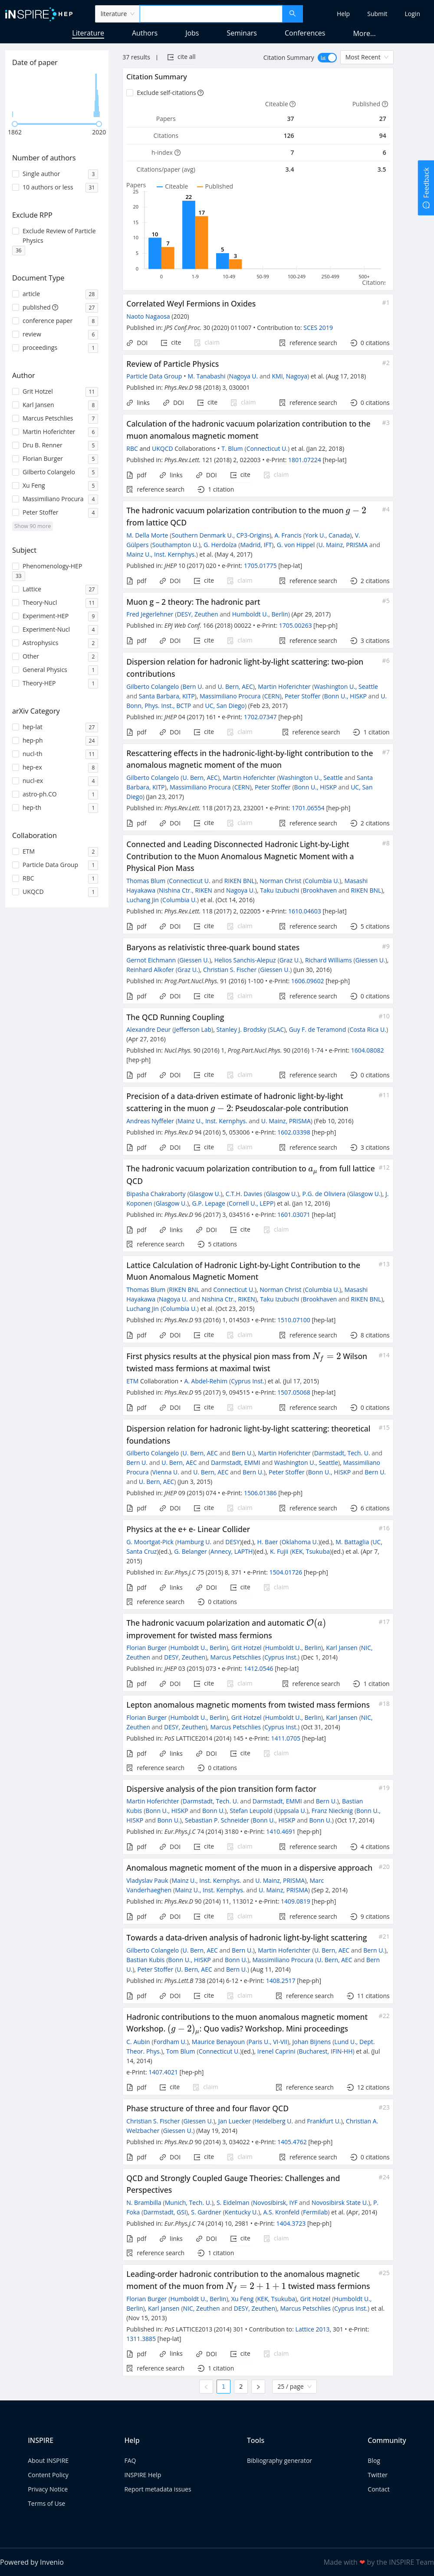 INSPIRE HEP
literature
Help
Submit
Login
Literature
Authors
Jobs
Seminars
Conferences
More...
Date of paper
1862
2020
Number of authors
Single author
3
10 authors or less
31
Exclude RPP
Exclude Review of Particle
Physics
36
Document Type
article
28
published
27
conference paper
8
review
6
proceedings
1
Author
Grit Hotzel
11
Karl Jansen
8
Marcus Petschlies
7
Martin Hoferichter
6
Dru B. Renner
5
Florian Burger
5
Gilberto Colangelo
5
Xu Feng
5
Massimiliano Procura
4
Peter Stoffer
4
Show 90 more
Subject
Phenomenology-HEP
33
Lattice
27
Theory-Nucl
11
Experiment-HEP
9
Experiment-Nucl
4
Astrophysics
2
Other
2
General Physics
1
Theory-HEP
1
arXiv Category
hep-lat
27
hep-ph
24
nucl-th
11
hep-ex
8
nucl-ex
4
astro-ph.CO
1
hep-th
1
Collaboration
ETM
2
Particle Data Group
1
RBC
1
UKQCD
1
37 results | cite all
Citation Summary
Most Recent
Citation Summary
Exclude self-citations
Citeable
Published
Papers 37 27
Citations 126 94
h-index 7 6
Citations/paper (avg) 3.4 3.5
Papers
Citeable
Published
25
20
15
10
5
0
10
7
22
17
5
3
0
1-9
10-49
50-99
100-249
250-499
500+
Citations
Correlated Weyl Fermions in Oxides #1
Naoto Nagaosa (2020)
Published in: JPS Conf.Proc. 30 (2020) 011007 • Contribution to: SCES 2019
DOI cite claim reference search 0 citations
Review of Particle Physics #2
Particle Data Group • M. Tanabashi (Nagoya U. and KMI, Nagoya) et al. (Aug 17, 2018)
Published in: Phys.Rev.D 98 (2018) 3, 030001
links DOI cite claim reference search 0 citations
Calculation of the hadronic vacuum polarization contribution to the #3
muon anomalous magnetic moment
RBC and UKQCD Collaborations • T. Blum (Connecticut U.) et al. (Jan 22, 2018)
Published in: Phys.Rev.Lett. 121 (2018) 2, 022003 • e-Print: 1801.07224 [hep-lat]
pdf links DOI cite claim
reference search 1 citation
The hadronic vacuum polarization contribution to the muon g − 2 #4
from lattice QCD
M. Della Morte (Southern Denmark U., CP3-Origins), A. Francis (York U., Canada), V.
Gülpers (Southampton U.), G. Herdoíza (Madrid, IFT), G. von Hippel (U. Mainz, PRISMA and
Mainz U., Inst. Kernphys.) et al. (May 4, 2017)
Published in: JHEP 10 (2017) 020 • e-Print: 1705.01775 [hep-lat]
pdf DOI cite claim reference search 2 citations
Muon g – 2 theory: The hadronic part #5
Fred Jegerlehner (DESY, Zeuthen and Humboldt U., Berlin) (Apr 29, 2017)
Published in: EPJ Web Conf. 166 (2018) 00022 • e-Print: 1705.00263 [hep-ph]
pdf DOI cite claim reference search 3 citations
Dispersion relation for hadronic light-by-light scattering: two-pion #6
contributions
Gilberto Colangelo (Bern U. and U. Bern, AEC), Martin Hoferichter (Washington U., Seattle
and Santa Barbara, KITP), Massimiliano Procura (CERN), Peter Stoffer (Bonn U., HISKP and U.
Bonn, Phys. Inst., BCTP and UC, San Diego) (Feb 23, 2017)
Published in: JHEP 04 (2017) 161 • e-Print: 1702.07347 [hep-ph]
pdf DOI cite claim reference search 1 citation
Rescattering effects in the hadronic-light-by-light contribution to the #7
anomalous magnetic moment of the muon
Gilberto Colangelo (U. Bern, AEC), Martin Hoferichter (Washington U., Seattle and Santa
Barbara, KITP), Massimiliano Procura (CERN), Peter Stoffer (Bonn U., HISKP and UC, San
Diego) (Jan 23, 2017)
Published in: Phys.Rev.Lett. 118 (2017) 23, 232001 • e-Print: 1701.06554 [hep-ph]
pdf DOI cite claim reference search 2 citations
Connected and Leading Disconnected Hadronic Light-by-Light #8
Contribution to the Muon Anomalous Magnetic Moment with a
Physical Pion Mass
Thomas Blum (Connecticut U. and RIKEN BNL), Norman Christ (Columbia U.), Masashi
Hayakawa (Nishina Ctr., RIKEN and Nagoya U.), Taku Izubuchi (Brookhaven and RIKEN BNL),
Luchang Jin (Columbia U.) et al. (Oct 14, 2016)
Published in: Phys.Rev.Lett. 118 (2017) 2, 022005 • e-Print: 1610.04603 [hep-lat]
pdf DOI cite claim reference search 5 citations
Baryons as relativistic three-quark bound states #9
Gernot Eichmann (Giessen U.), Helios Sanchis-Alepuz (Graz U.), Richard Williams (Giessen U.),
Reinhard Alkofer (Graz U.), Christian S. Fischer (Giessen U.) (Jun 30, 2016)
Published in: Prog.Part.Nucl.Phys. 91 (2016) 1-100 • e-Print: 1606.09602 [hep-ph]
pdf DOI cite claim reference search 0 citations
The QCD Running Coupling #10
Alexandre Deur (Jefferson Lab), Stanley J. Brodsky (SLAC), Guy F. de Teramond (Costa Rica U.)
(Apr 27, 2016)
Published in: Nucl.Phys. 90 (2016) 1, Prog.Part.Nucl.Phys. 90 (2016) 1-74 • e-Print: 1604.08082
[hep-ph]
pdf DOI cite claim reference search 0 citations
Precision of a data-driven estimate of hadronic light-by-light #11
scattering in the muon g − 2: Pseudoscalar-pole contribution
Andreas Nyffeler (Mainz U., Inst. Kernphys. and U. Mainz, PRISMA) (Feb 10, 2016)
Published in: Phys.Rev.D 94 (2016) 5, 053006 • e-Print: 1602.03398 [hep-ph]
pdf DOI cite claim reference search 3 citations
The hadronic vacuum polarization contribution to aμ from full lattice #12
QCD
Bipasha Chakraborty (Glasgow U.), C.T.H. Davies (Glasgow U.), P.G. de Oliviera (Glasgow U.), J.
Koponen (Glasgow U.), G.P. Lepage (Cornell U., LEPP) et al. (Jan 12, 2016)
Published in: Phys.Rev.D 96 (2017) 3, 034516 • e-Print: 1601.03071 [hep-lat]
pdf links DOI cite claim
reference search 5 citations
Lattice Calculation of Hadronic Light-by-Light Contribution to the #13
Muon Anomalous Magnetic Moment
Thomas Blum (RIKEN BNL and Connecticut U.), Norman Christ (Columbia U.), Masashi
Hayakawa (Nagoya U. and Nishina Ctr., RIKEN), Taku Izubuchi (Brookhaven and RIKEN BNL),
Luchang Jin (Columbia U.) et al. (Oct 23, 2015)
Published in: Phys.Rev.D 93 (2016) 1, 014503 • e-Print: 1510.07100 [hep-lat]
pdf DOI cite claim reference search 8 citations
First physics results at the physical pion mass from Nf = 2 Wilson #14
twisted mass fermions at maximal twist
ETM Collaboration • A. Abdel-Rehim (Cyprus Inst.) et al. (Jul 17, 2015)
Published in: Phys.Rev.D 95 (2017) 9, 094515 • e-Print: 1507.05068 [hep-lat]
pdf DOI cite claim reference search 0 citations
Dispersion relation for hadronic light-by-light scattering: theoretical #15
foundations
Gilberto Colangelo (U. Bern, AEC and Bern U.), Martin Hoferichter (Darmstadt, Tech. U. and
Bern U. and U. Bern, AEC and Darmstadt, EMMI and Washington U., Seattle), Massimiliano
Procura (Vienna U. and U. Bern, AEC and Bern U.), Peter Stoffer (Bonn U., HISKP and Bern U.
and U. Bern, AEC) (Jun 3, 2015)
Published in: JHEP 09 (2015) 074 • e-Print: 1506.01386 [hep-ph]
pdf DOI cite claim reference search 6 citations
Physics at the e+ e- Linear Collider #16
G. Moortgat-Pick (Hamburg U. and DESY)(ed.), H. Baer (Oklahoma U.)(ed.), M. Battaglia (UC,
Santa Cruz)(ed.), G. Belanger (Annecy, LAPTH)(ed.), K. Fujii (KEK, Tsukuba)(ed.) et al. (Apr 7,
2015)
Published in: Eur.Phys.J.C 75 (2015) 8, 371 • e-Print: 1504.01726 [hep-ph]
pdf links DOI cite claim
reference search 0 citations
The hadronic vacuum polarization and automatic O(a) #17
improvement for twisted mass fermions
Florian Burger (Humboldt U., Berlin), Grit Hotzel (Humboldt U., Berlin), Karl Jansen (NIC,
Zeuthen and DESY, Zeuthen), Marcus Petschlies (Cyprus Inst.) (Dec 1, 2014)
Published in: JHEP 03 (2015) 073 • e-Print: 1412.0546 [hep-lat]
pdf DOI cite claim reference search 1 citation
Lepton anomalous magnetic moments from twisted mass fermions #18
Florian Burger (Humboldt U., Berlin), Grit Hotzel (Humboldt U., Berlin), Karl Jansen (NIC,
Zeuthen and DESY, Zeuthen), Marcus Petschlies (Cyprus Inst.) (Oct 31, 2014)
Published in: PoS LATTICE2014 (2014) 145 • e-Print: 1411.0705 [hep-lat]
pdf links DOI cite claim
reference search 0 citations
Dispersive analysis of the pion transition form factor #19
Martin Hoferichter (Darmstadt, Tech. U. and Darmstadt, EMMI and Bern U.), Bastian
Kubis (Bonn U., HISKP and Bonn U.), Stefan Leupold (Uppsala U.), Franz Niecknig (Bonn U.,
HISKP and Bonn U.), Sebastian P. Schneider (Bonn U., HISKP and Bonn U.) (Oct 17, 2014)
Published in: Eur.Phys.J.C 74 (2014) 3180 • e-Print: 1410.4691 [hep-ph]
pdf DOI cite claim reference search 4 citations
Anomalous magnetic moment of the muon in a dispersive approach #20
Vladyslav Pauk (Mainz U., Inst. Kernphys. and U. Mainz, PRISMA), Marc
Vanderhaeghen (Mainz U., Inst. Kernphys. and U. Mainz, PRISMA) (Sep 2, 2014)
Published in: Phys.Rev.D 90 (2014) 11, 113012 • e-Print: 1409.0819 [hep-ph]
pdf DOI cite claim reference search 9 citations
Towards a data-driven analysis of hadronic light-by-light scattering #21
Gilberto Colangelo (U. Bern, AEC and Bern U.), Martin Hoferichter (U. Bern, AEC and Bern U.),
Bastian Kubis (Bonn U., HISKP and Bonn U.), Massimiliano Procura (U. Bern, AEC and Bern
U.), Peter Stoffer (U. Bern, AEC and Bern U.) (Aug 11, 2014)
Published in: Phys.Lett.B 738 (2014) 6-12 • e-Print: 1408.2517 [hep-ph]
pdf DOI cite claim reference search 11 citations
Hadronic contributions to the muon anomalous magnetic moment #22
Workshop. (g − 2)μ: Quo vadis? Workshop. Mini proceedings
C. Aubin (Fordham U.), Maurice Benayoun (Paris U., VI-VII), Johan Bijnens (Lund U., Dept.
Theor. Phys.), Tom Blum (Connecticut U.)(ed.), Irenel Caprini (Bucharest, IFIN-HH) et al. (Jul
14, 2014)
e-Print: 1407.4021 [hep-ph]
pdf cite claim reference search 12 citations
Phase structure of three and four flavor QCD #23
Christian S. Fischer (Giessen U.), Jan Luecker (Heidelberg U. and Frankfurt U.), Christian A.
Welzbacher (Giessen U.) (May 19, 2014)
Published in: Phys.Rev.D 90 (2014) 3, 034022 • e-Print: 1405.4762 [hep-ph]
pdf DOI cite claim reference search 0 citations
QCD and Strongly Coupled Gauge Theories: Challenges and #24
Perspectives
N. Brambilla (Munich, Tech. U.), S. Eidelman (Novosibirsk, IYF and Novosibirsk State U.), P.
Foka (Darmstadt, GSI), S. Gardner (Kentucky U.), A.S. Kronfeld (Fermilab) et al. (Apr, 2014)
Published in: Eur.Phys.J.C 74 (2014) 10, 2981 • e-Print: 1404.3723 [hep-ph]
pdf links DOI cite claim
reference search 1 citation
Leading-order hadronic contributions to the anomalous magnetic #25
moment of the muon from Nf = 2 + 1 + 1 twisted mass fermions
Florian Burger (Humboldt U., Berlin), Xu Feng (KEK, Tsukuba), Grit Hotzel (Humboldt U.,
Berlin), Karl Jansen (NIC, Zeuthen and DESY, Zeuthen), Marcus Petschlies (Cyprus Inst.) et al.
(Nov 15, 2013)
Published in: PoS LATTICE2013 (2014) 301 • Contribution to: Lattice 2013, 301 • e-Print:
1311.3885 [hep-lat]
pdf links DOI cite claim
reference search 1 citation
1
2
25 / page
Feedback
INSPIRE
About INSPIRE
Content Policy
Privacy Notice
Terms of Use
Help
FAQ
INSPIRE Help
Report metadata issues
Tools
Bibliography generator
Community
Blog
Twitter
Contact
Powered by Invenio
Made with ❤ by the INSPIRE Team